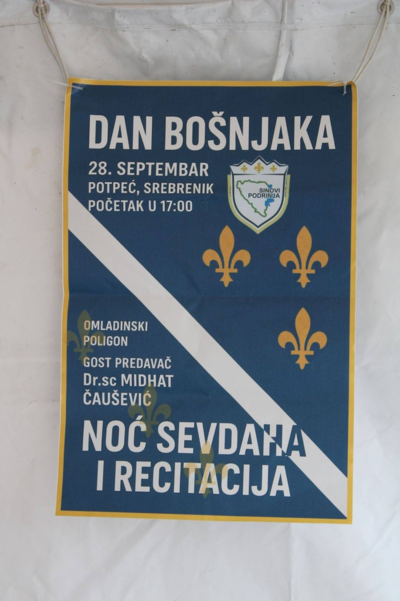 DAN BOŠNJAKA
28. SEPTEMBAR
POTPEĆ, SREBRENIK
POČETAK U 17:00
SINOVI
PODRINJA
OMLADINSKI
POLIGON
GOST PREDAVAČ
Dr.sc MIDHAT
ČAUŠEVIĆ
NOĆ SEVDAHA
I RECITACIJA